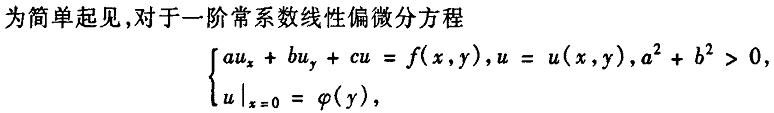 为简单起见,对于一阶常系数线性偏微分方程
au_x + bu_y + cu = f(x,y), u = u(x,y), a^2 + b^2 > 0,
u|_{x=0} = φ(y),